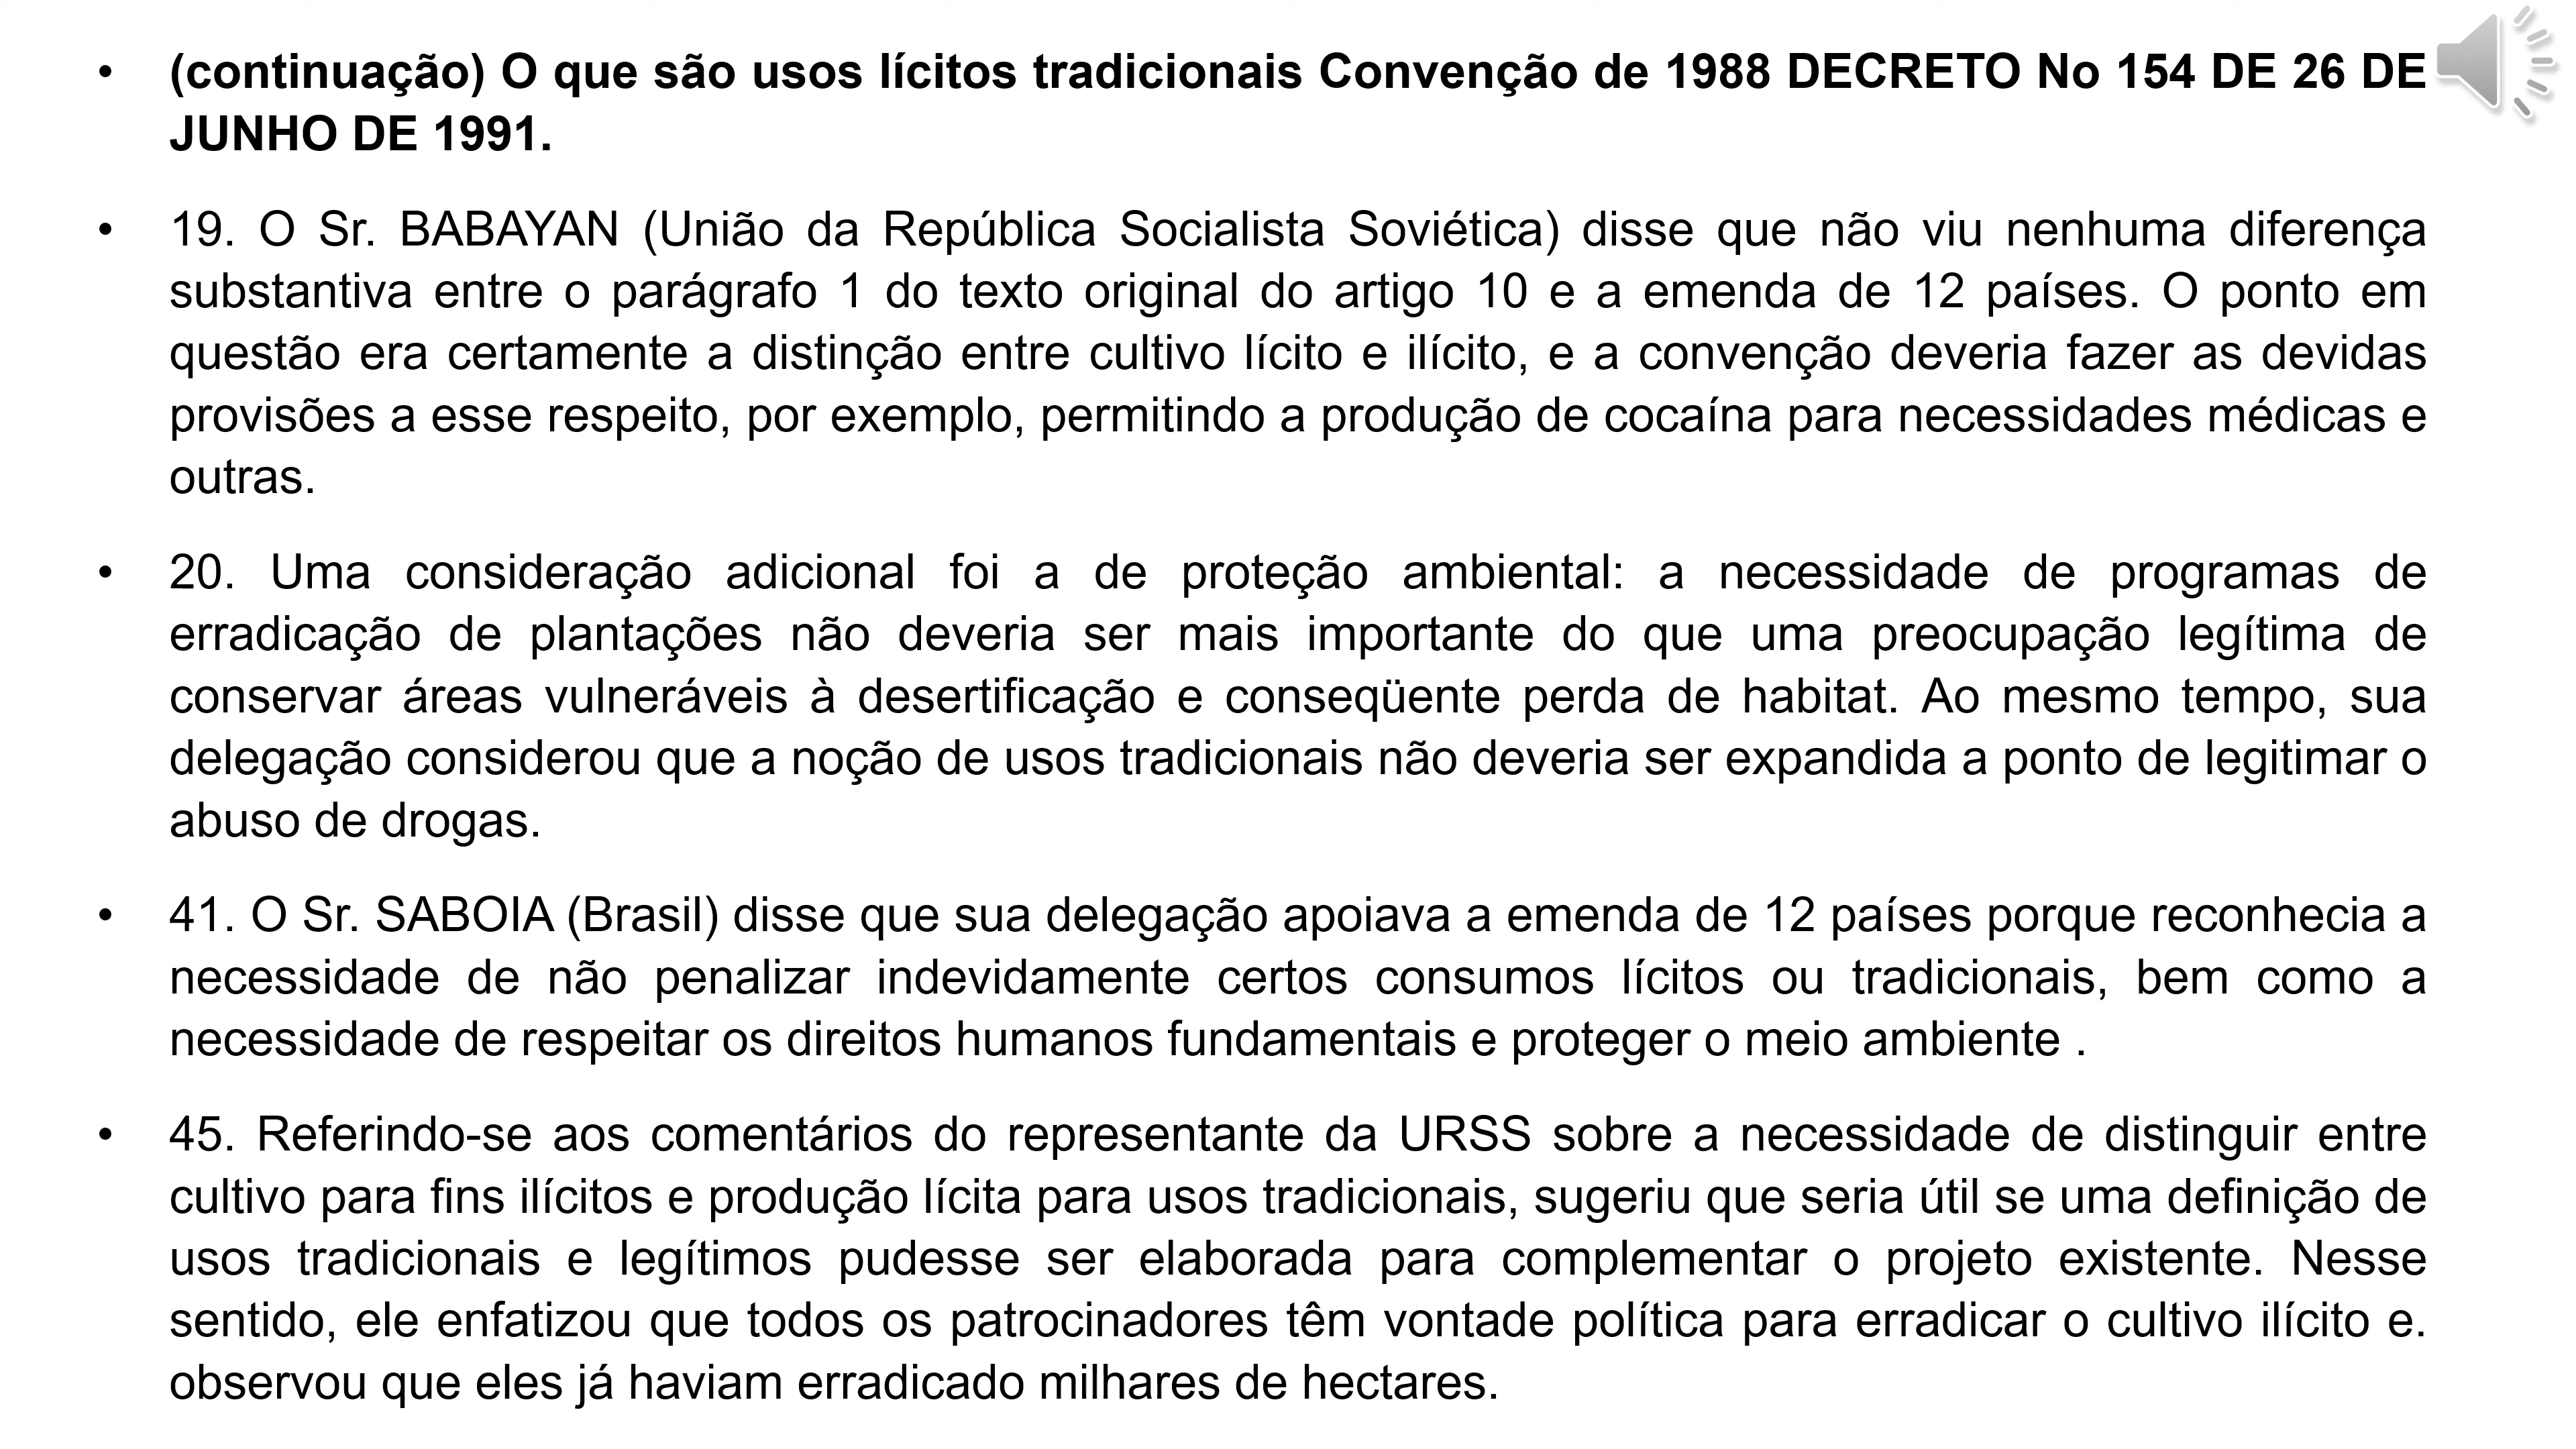 • (continuação) O que são usos lícitos tradicionais Convenção de 1988 DECRETO No 154 DE 26 DE
JUNHO DE 1991.
• 19. O Sr. BABAYAN (União da República Socialista Soviética) disse que não viu nenhuma diferença
substantiva entre o parágrafo 1 do texto original do artigo 10 e a emenda de 12 países. O ponto em
questão era certamente a distinção entre cultivo lícito e ilícito, e a convenção deveria fazer as devidas
provisões a esse respeito, por exemplo, permitindo a produção de cocaína para necessidades médicas e
outras.
• 20. Uma consideração adicional foi a de proteção ambiental: a necessidade de programas de
erradicação de plantações não deveria ser mais importante do que uma preocupação legítima de
conservar áreas vulneráveis à desertificação e conseqüente perda de habitat. Ao mesmo tempo, sua
delegação considerou que a noção de usos tradicionais não deveria ser expandida a ponto de legitimar o
abuso de drogas.
• 41. O Sr. SABOIA (Brasil) disse que sua delegação apoiava a emenda de 12 países porque reconhecia a
necessidade de não penalizar indevidamente certos consumos lícitos ou tradicionais, bem como a
necessidade de respeitar os direitos humanos fundamentais e proteger o meio ambiente .
• 45. Referindo-se aos comentários do representante da URSS sobre a necessidade de distinguir entre
cultivo para fins ilícitos e produção lícita para usos tradicionais, sugeriu que seria útil se uma definição de
usos tradicionais e legítimos pudesse ser elaborada para complementar o projeto existente. Nesse
sentido, ele enfatizou que todos os patrocinadores têm vontade política para erradicar o cultivo ilícito e.
observou que eles já haviam erradicado milhares de hectares.